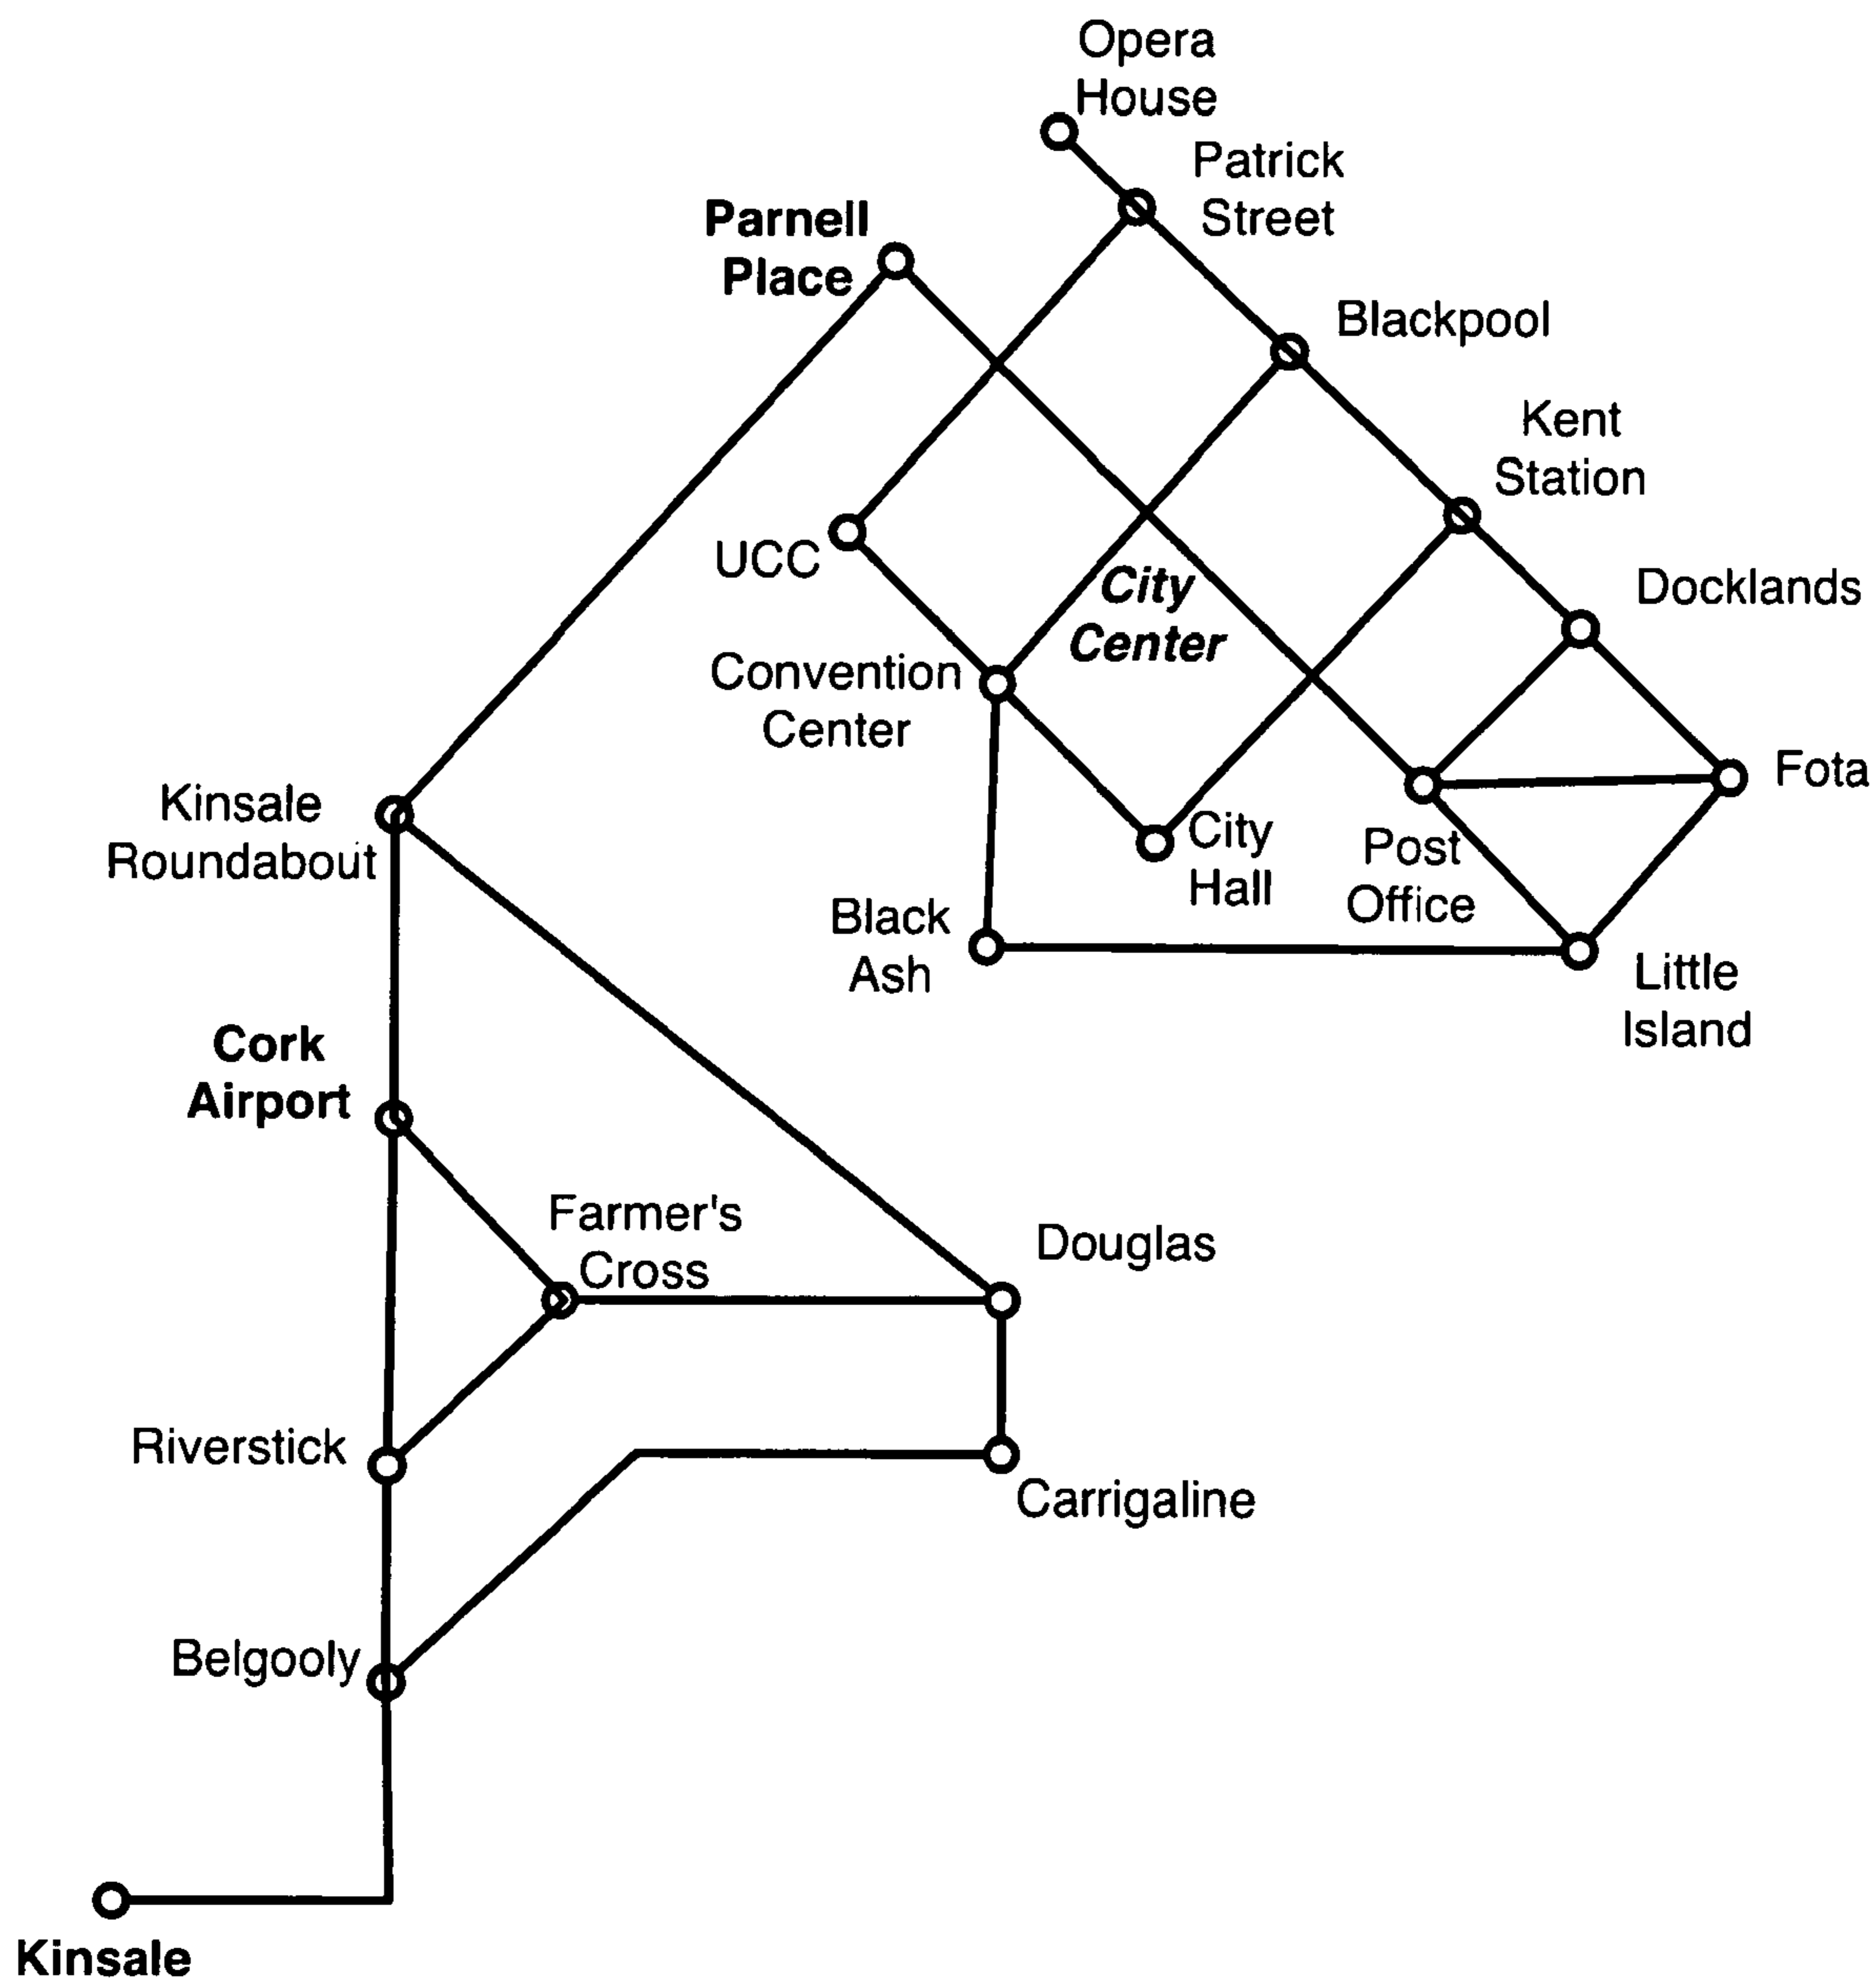 Opera
House
Patrick
Street
Parnell
Place
Blackpool
Kent
Station
UCC
City
Center
Docklands
Convention
Center
Fota
Kinsale
Roundabout
City
Hall
Post
Office
Black
Ash
Little
Island
Cork
Airport
Farmer's
Cross
Douglas
Riverstick
Carrigaline
Belgooly
Kinsale